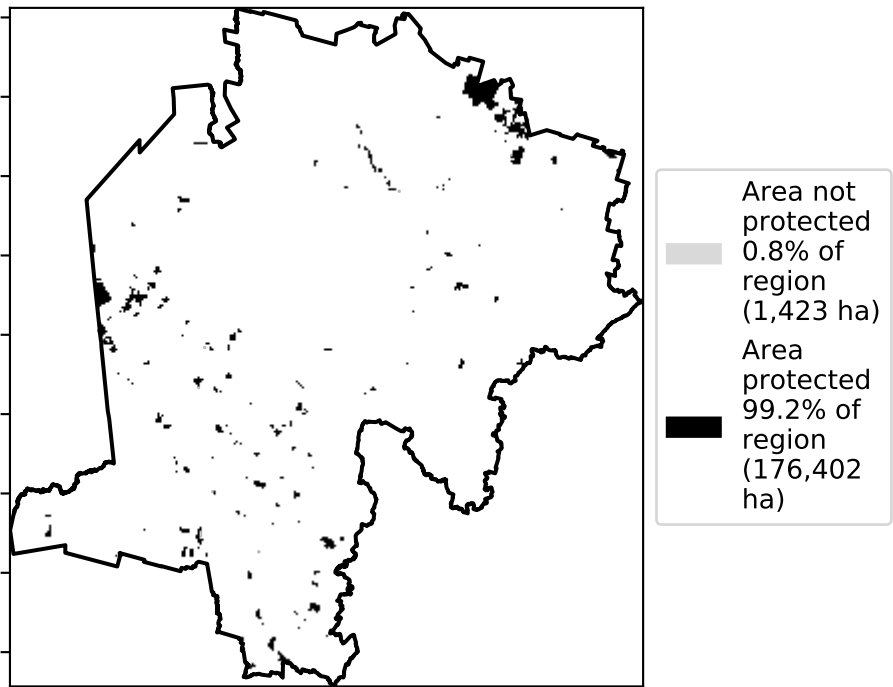 Area not
protected
0.8% of
region
(1,423 ha)
Area
protected
99.2% of
region
(176,402
ha)